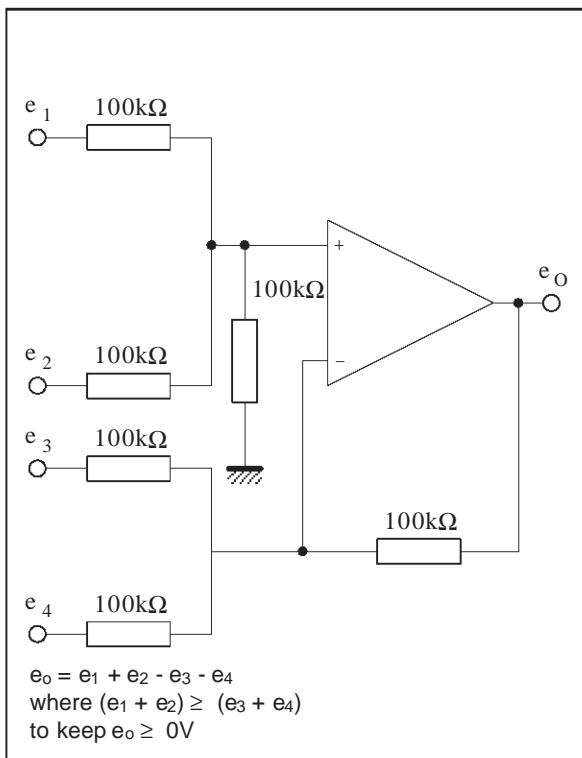 e 1
100kΩ
+
e O
100kΩ
e 2
100kΩ
−
e 3
100kΩ
100kΩ
e 4
100kΩ
eo = e1 + e2 - e3 - e4
where (e1 + e2) ≥ (e3 + e4)
to keep eo ≥ 0V